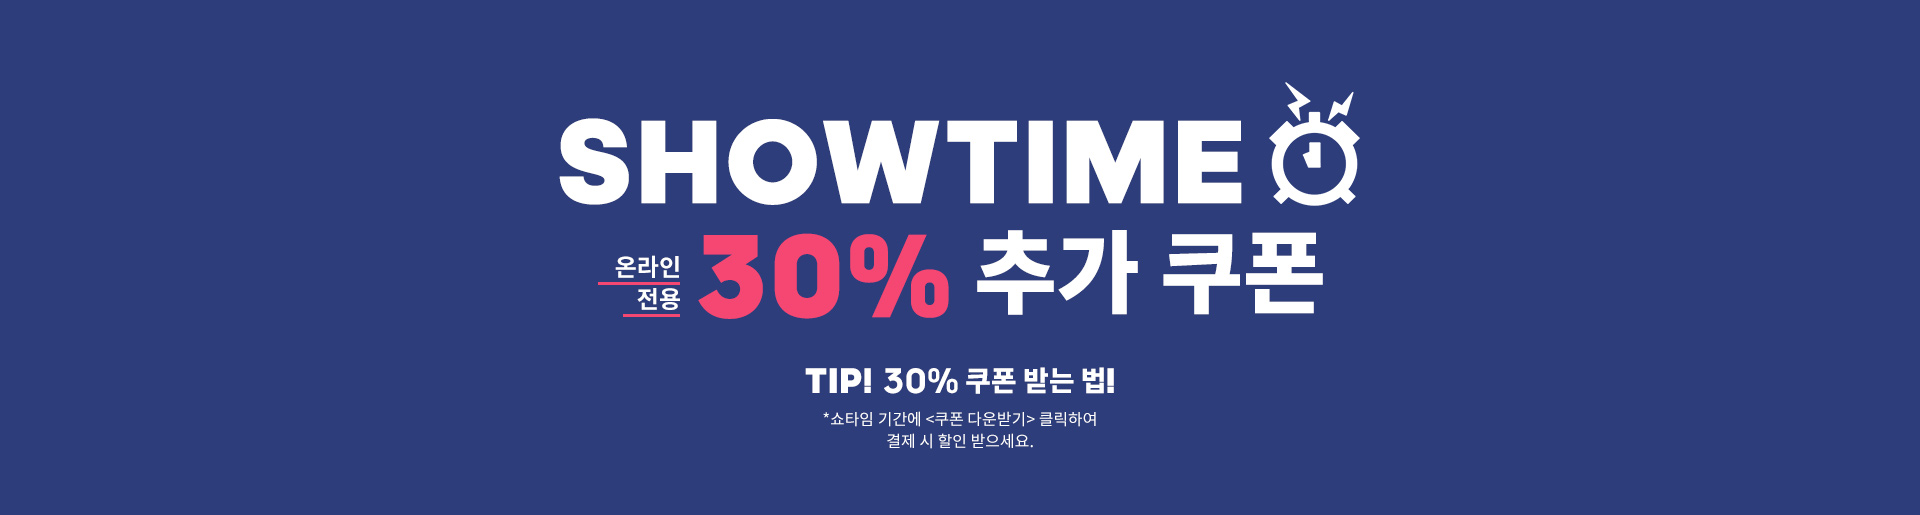 SHOWTIME
온라인
전용
30% 추가 쿠폰
TIP! 30% 쿠폰 받는 법!
*쇼타임 기간에 <쿠폰 다운받기> 클릭하여
결제 시 할인 받으세요.